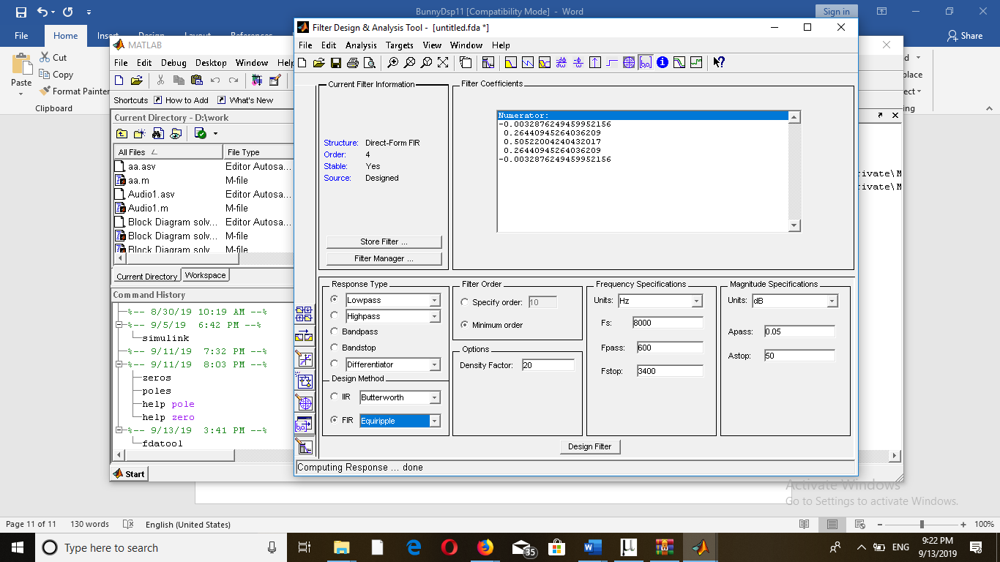 BunnyDsp11 [Compatibility Mode] - Word
Sign in
File Home Insert Design Layout References
Share
Paste
Cut
Copy
Format Painter
Clipboard
MATLAB
File Edit Debug Desktop Window Help
Shortcuts How to Add What's New
Current Directory - D:\work
All Files File Type
aa.asv Editor Autosa...
aa.m M-file
Audio1.asv Editor Autosa...
Audio1.m M-file
Block Diagram solv... Editor Autosa...
Block Diagram solv... M-file
Block Diagram solv... M-file
Current Directory Workspace
Command History
%-- 8/30/19 10:19 AM --%
%-- 9/5/19 6:42 PM --%
simulink
%-- 9/11/19 7:32 PM --%
%-- 9/11/19 8:03 PM --%
zeros
poles
help pole
help zero
%-- 9/13/19 3:41 PM --%
fdatool
Start
Filter Design & Analysis Tool - [untitled.fda *]
File Edit Analysis Targets View Window Help
Current Filter Information
Structure: Direct-Form FIR
Order: 4
Stable: Yes
Source: Designed
Store Filter ...
Filter Manager ...
Filter Coefficients
Numerator:
-0.0032876249459952156
0.26440945264036209
0.50522004240432017
0.26440945264036209
-0.0032876249459952156
Response Type
Lowpass
Highpass
Bandpass
Bandstop
Differentiator
Design Method
IIR Butterworth
FIR Equiripple
Filter Order
Specify order: 10
Minimum order
Options
Density Factor: 20
Frequency Specifications
Units: Hz
Fs: 8000
Fpass: 600
Fstop: 3400
Magnitude Specifications
Units: dB
Apass: 0.05
Astop: 50
Design Filter
Computing Response ... done
d
place
ect
ing
rivate\M
rivate\M
Activate Windows
Go to Settings to activate Windows.
Page 11 of 11 130 words English (United States)
100%
Type here to search
35
ENG
9:22 PM
9/13/2019